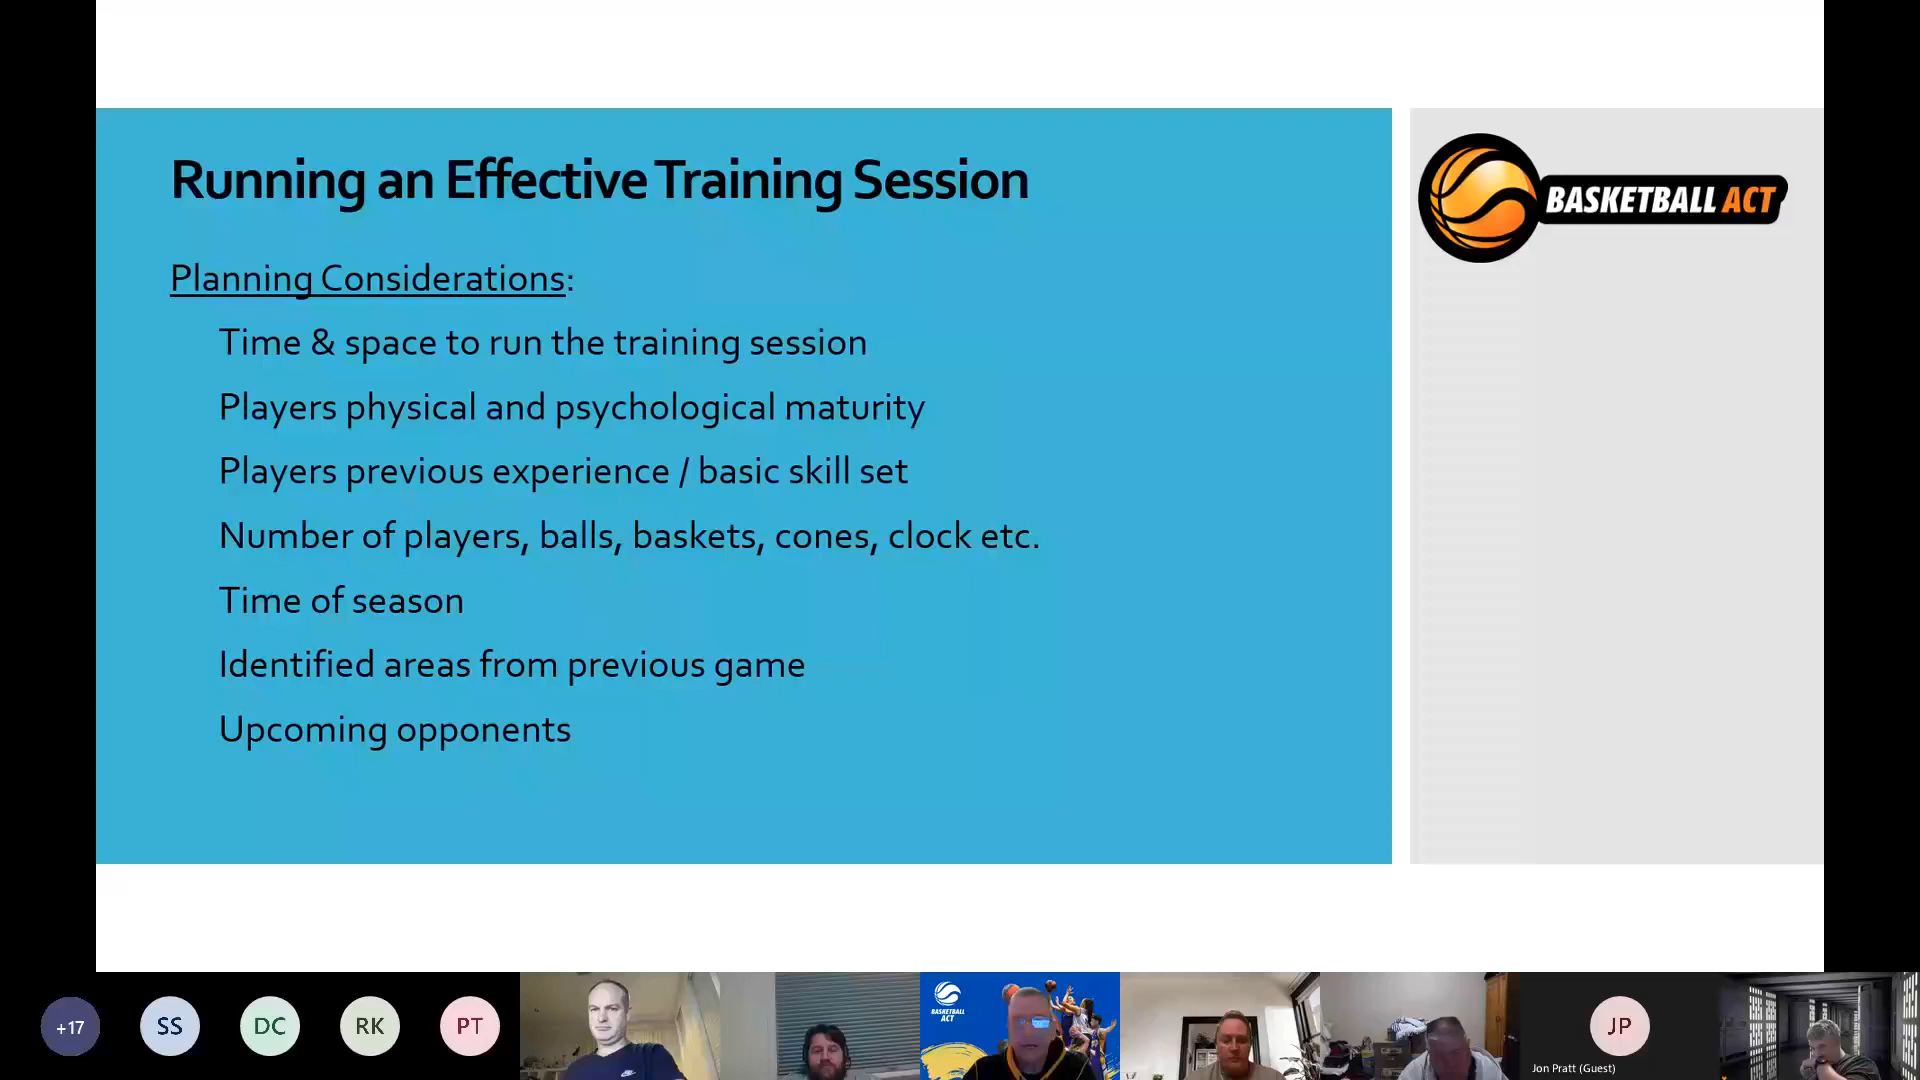 Running an Effective Training Session
BASKETBALL ACT
Planning Considerations:
Time & space to run the training session
Players physical and psychological maturity
Players previous experience / basic skill set
Number of players, balls, baskets, cones, clock etc.
Time of season
Identified areas from previous game
Upcoming opponents
+17
SS
DC
RK
PT
BASKETBALL
ACT
JP
Jon Pratt (Guest)